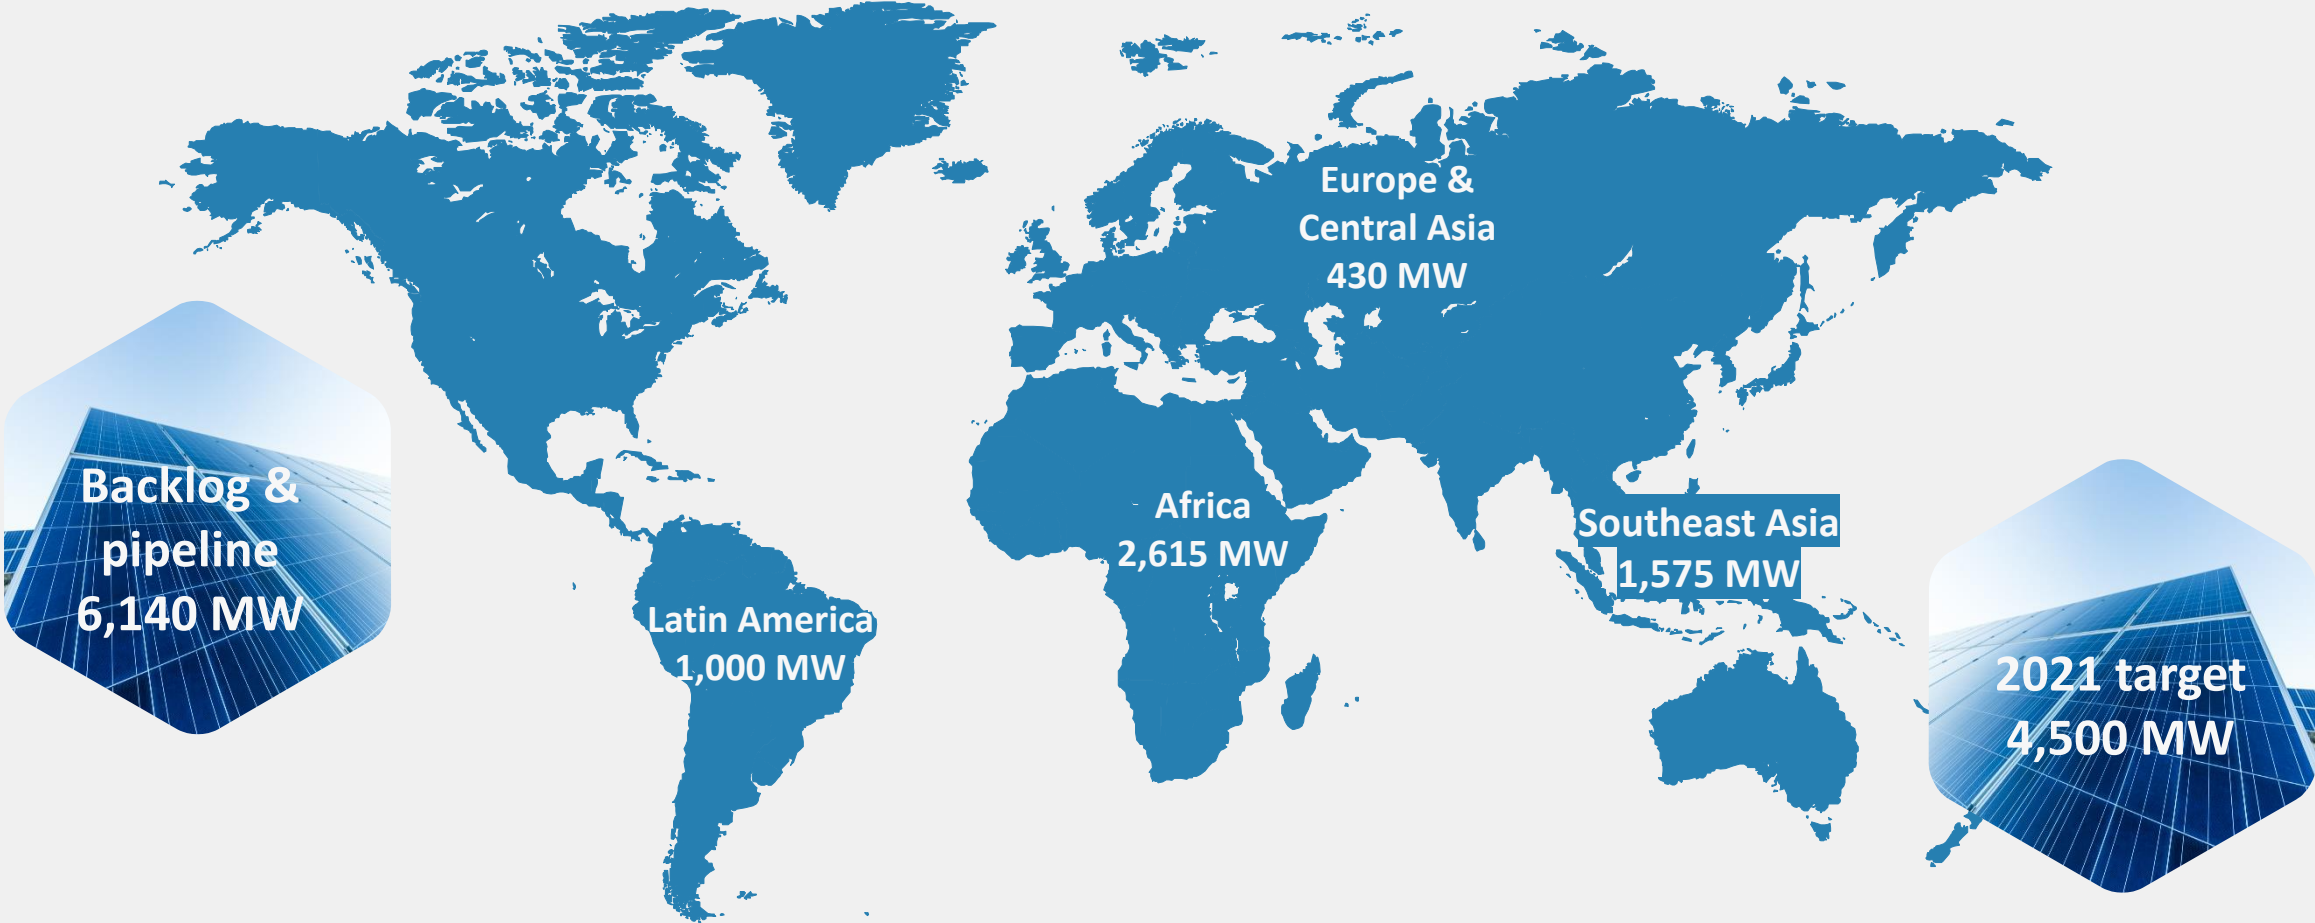 Europe &
Central Asia
430 MW
Backlog &
pipeline
6,140 MW
Africa
2,615 MW
Southeast Asia
1,575 MW
Latin America
1,000 MW
2021 target
4,500 MW